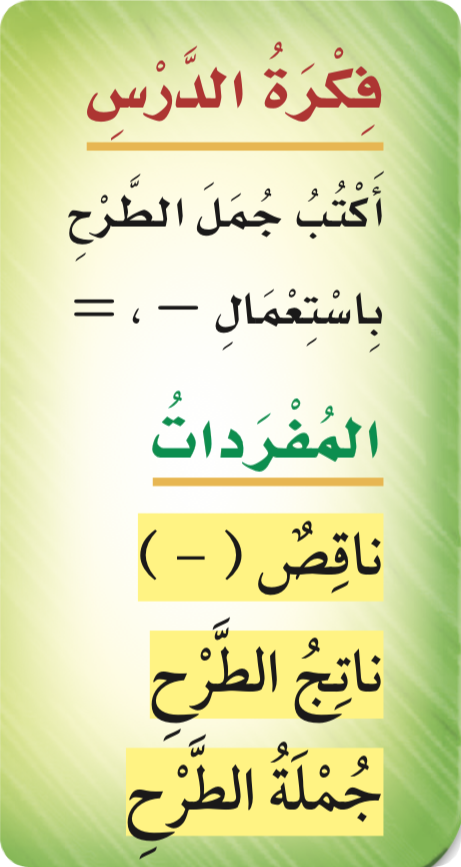 فِكْرَةُ الدَّرْسِ
أَكْتُبُ جُمَلَ الطَّرْحِ
بِاسْتِعْمَالِ − ، =
المُفْرَداتُ
ناقِصٌ ( − )
ناتِجُ الطَّرْحِ
جُمْلَةُ الطَّرْحِ